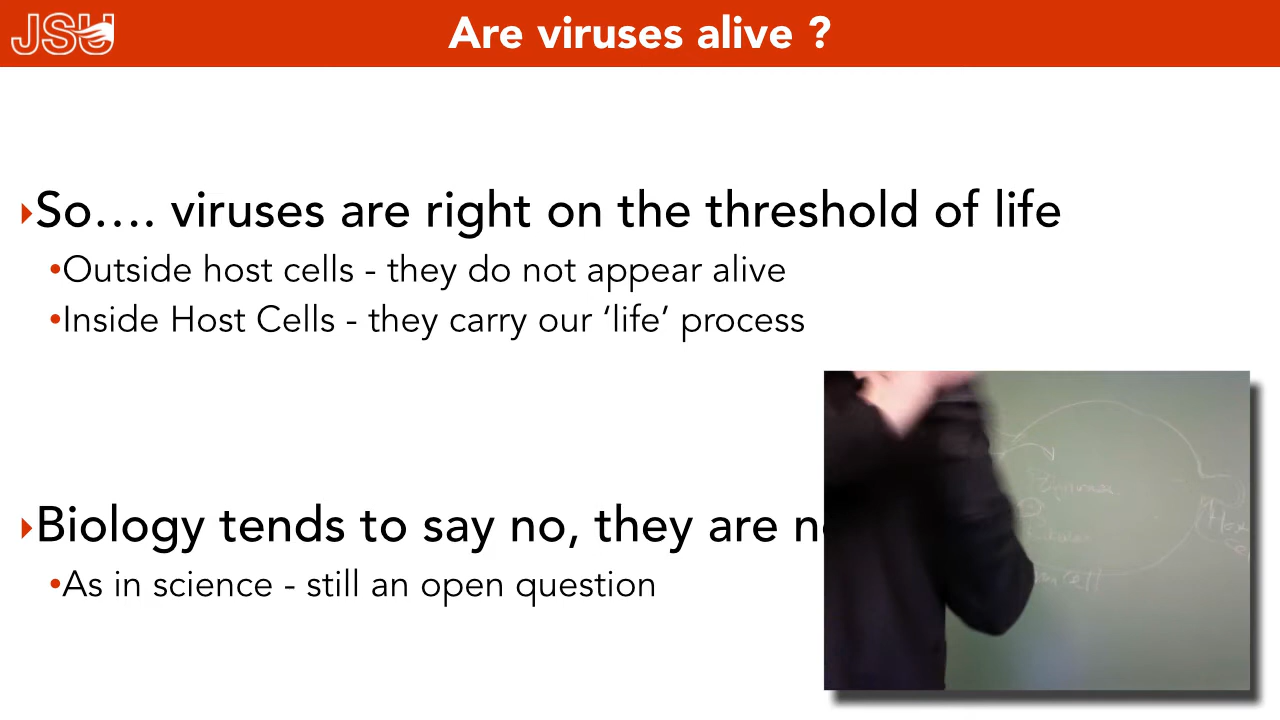 JSU
Are viruses alive ?
So…. viruses are right on the threshold of life
•Outside host cells - they do not appear alive
•Inside Host Cells - they carry our ‘life’ process
Biology tends to say no, they are
•As in science - still an open question
cell